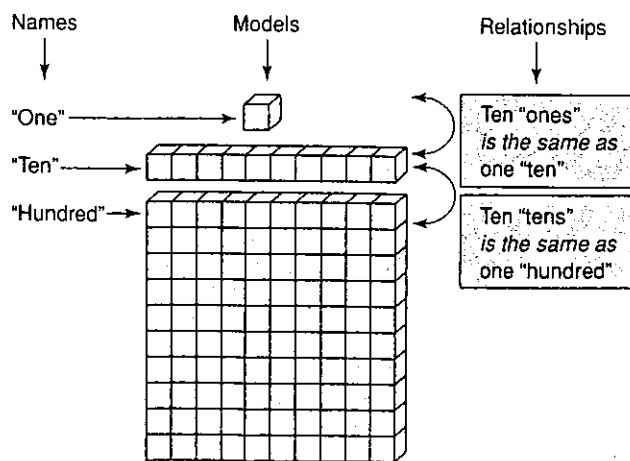 Names
Models
Relationships
"One"
"Ten"
"Hundred"
Ten "ones"
is the same as
one "ten"
Ten "tens"
is the same as
one "hundred"